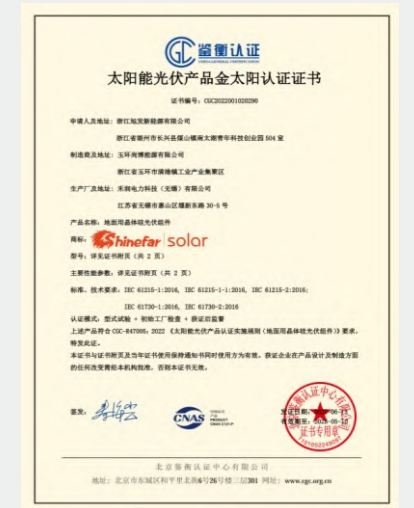 CGC 鉴衡认证
太阳能光伏产品金太阳认证证书
证书编号: CGC2022001020290
申请人及地址: 浙江旭发新能源有限公司
浙江省湖州市长兴县煤山镇南太湖青年科技创业园 504 室
制造商及地址: 玉环尚博能源有限公司
浙江省玉环市清港镇工业产业集聚区
生产厂及地址: 禾润电力科技(无锡)有限公司
江苏省无锡市惠山区堰新东路 30-5 号
产品名称: 地面用晶体硅光伏组件
商标: Shinefar solar
型号: 详见证书附页(共 2 页)
主要性能参数: 详见证书附页(共 2 页)
标准、技术要求: IEC 61215-1:2016, IEC 61215-1-1:2016, IEC 61215-2:2016;
IEC 61730-1:2016, IEC 61730-2:2016
认证模式: 型式试验 + 初始工厂检查 + 获证后监督
上述产品符合 CGC-R47005: 2022 《太阳能光伏产品认证实施规则(地面用晶体硅光伏组件)》要求,
特发此证。
本证书与证书附页及当年证书使用保持通知书同时使用方为有效。获证企业在产品设计及制造方面
的任何改变需经本机构批准, 否则本证书无效。
签发:
CNAS
证书专用章
北京鉴衡认证中心有限公司
地址: 北京市东城区和平里北街6号26号楼三层301 网址: www.cgc.org.cn